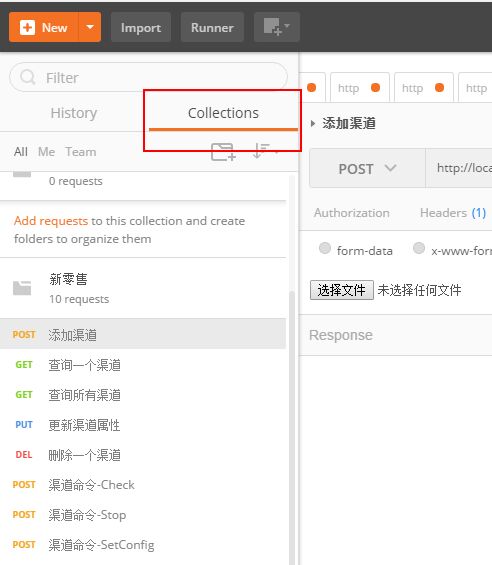 New
Import
Runner
Filter
History
Collections
All Me Team
0 requests
Add requests to this collection and create
folders to organize them
新零售
10 requests
POST 添加渠道
GET 查询一个渠道
GET 查询所有渠道
PUT 更新渠道属性
DEL 删除一个渠道
POST 渠道命令-Check
POST 渠道命令-Stop
POST 渠道命令-SetConfig
http
http
http
添加渠道
POST
http://loca
Authorization
Headers (1)
form-data
x-www-form
选择文件 未选择任何文件
Response